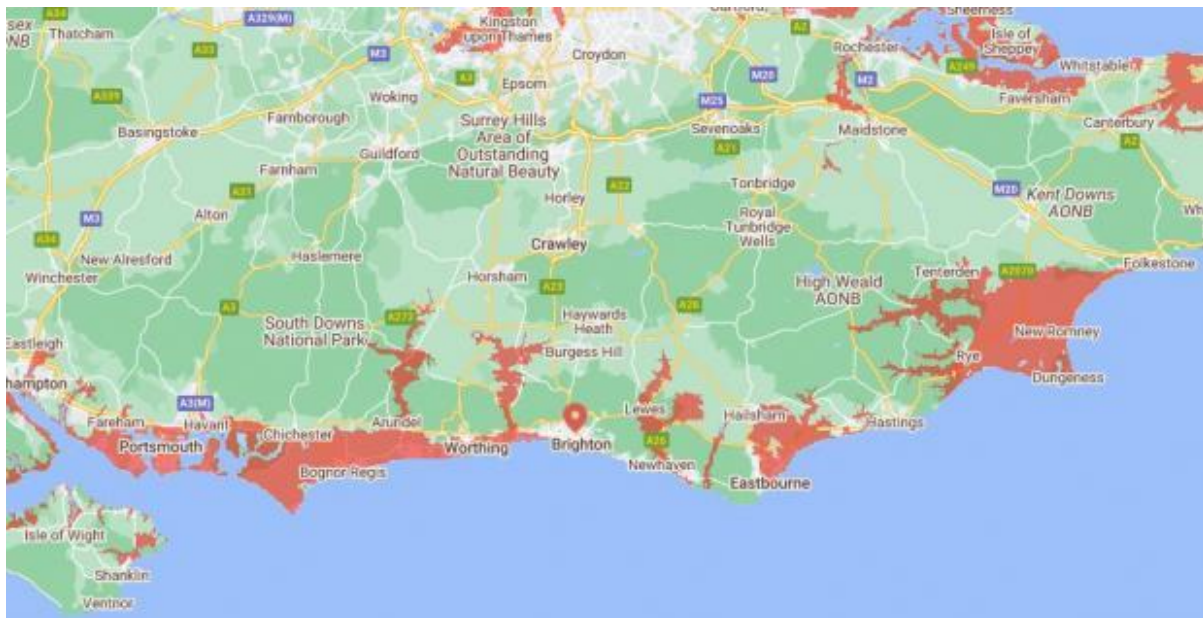 A34
Thatcham
A329(M)
Kingston
upon Thames
Croydon
A2
Rochester
Sheerness
Isle of
Sheppey
sex
ONB
A33
M3
A3
Epsom
M20
M2
A249
Whitstable
A339
Woking
M25
Faversham
Basingstoke
Farnborough
Surrey Hills
Area of
Outstanding
Natural Beauty
Sevenoaks
Maidstone
Canterbury
Guildford
A21
A2
Farnham
A31
A22
Tonbridge
M20
Kent Downs
AONB
Alton
Horley
Royal
Tunbridge
Wells
M3
A34
Crawley
New Alresford
Haslemere
Winchester
Horsham
A23
High Weald
AONB
Tenterden
A2070
Folkestone
A3
A272
A26
South Downs
National Park
Haywards
Heath
New Romney
Eastleigh
Burgess Hill
Rye
Dungeness
hampton
A3(M)
Fareham
Havant
Arundel
Lewes
Hailsham
Hastings
Chichester
Portsmouth
Worthing
Brighton
A26
Bognor Regis
Newhaven
Eastbourne
Isle of Wight
Shanklin
Ventnor